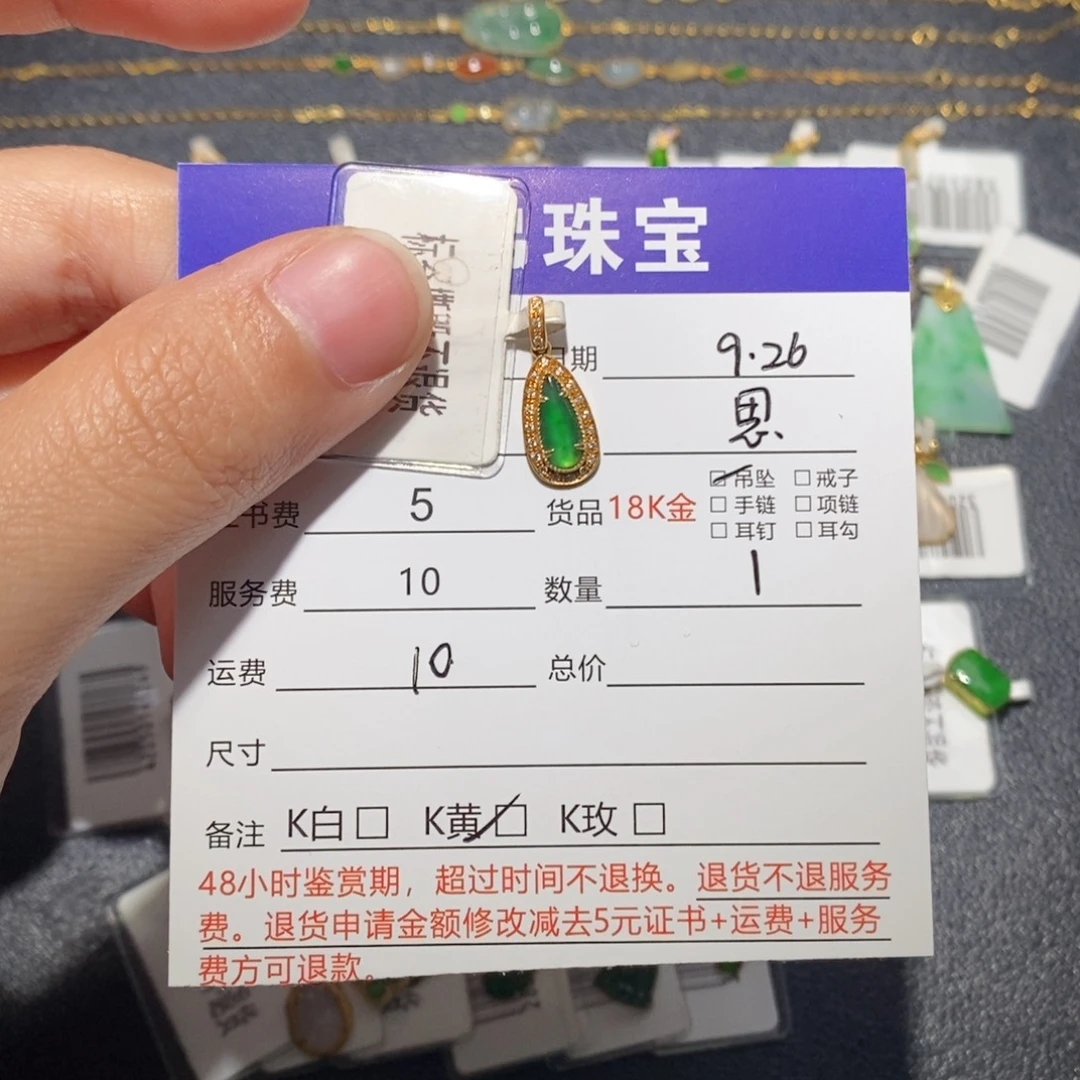 珠宝
日期 9.26
思
书费 5 货品 18K金 ☑吊坠 ☐戒子
☐手链 ☐项链
☐耳钉 ☐耳勾
服务费 10 数量 1
运费 10 总价
尺寸
备注 K白☐ K黄☑ K玫☐
48小时鉴赏期，超过时间不退换。退货不退服务
费。退货申请金额修改减去5元证书+运费+服务
费方可退款。